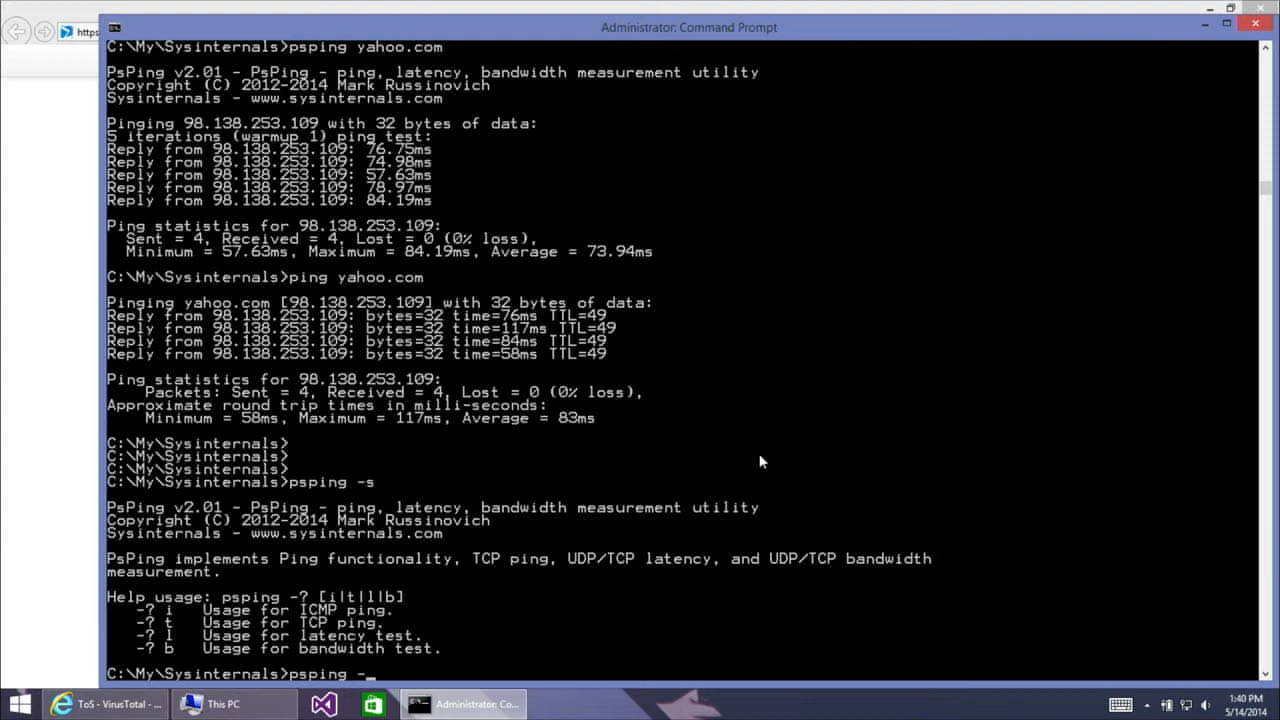 https
Administrator: Command Prompt
C:\My\Sysinternals>psping yahoo.com
PsPing v2.01 - PsPing - ping, latency, bandwidth measurement utility
Copyright (C) 2012-2014 Mark Russinovich
Sysinternals - www.sysinternals.com
Pinging 98.138.253.109 with 32 bytes of data:
5 iterations (warmup 1) ping test:
Reply from 98.138.253.109: 76.75ms
Reply from 98.138.253.109: 74.98ms
Reply from 98.138.253.109: 57.63ms
Reply from 98.138.253.109: 78.97ms
Reply from 98.138.253.109: 84.19ms
Ping statistics for 98.138.253.109:
Sent = 4, Received = 4, Lost = 0 (0% loss),
Minimum = 57.63ms, Maximum = 84.19ms, Average = 73.94ms
C:\My\Sysinternals>ping yahoo.com
Pinging yahoo.com [98.138.253.109] with 32 bytes of data:
Reply from 98.138.253.109: bytes=32 time=76ms TTL=49
Reply from 98.138.253.109: bytes=32 time=117ms TTL=49
Reply from 98.138.253.109: bytes=32 time=84ms TTL=49
Reply from 98.138.253.109: bytes=32 time=58ms TTL=49
Ping statistics for 98.138.253.109:
Packets: Sent = 4, Received = 4, Lost = 0 (0% loss),
Approximate round trip times in milli-seconds:
Minimum = 58ms, Maximum = 117ms, Average = 83ms
C:\My\Sysinternals>
C:\My\Sysinternals>
C:\My\Sysinternals>
C:\My\Sysinternals>psping -s
PsPing v2.01 - PsPing - ping, latency, bandwidth measurement utility
Copyright (C) 2012-2014 Mark Russinovich
Sysinternals - www.sysinternals.com
PsPing implements Ping functionality, TCP ping, UDP/TCP latency, and UDP/TCP bandwidth
measurement.
Help usage: psping -? [i|t|l|b]
-? i Usage for ICMP ping.
-? t Usage for TCP ping.
-? l Usage for latency test.
-? b Usage for bandwidth test.
C:\My\Sysinternals>psping -_
ToS - VirusTotal - ...
This PC
Administrator: Co...
1:40 PM
5/14/2014